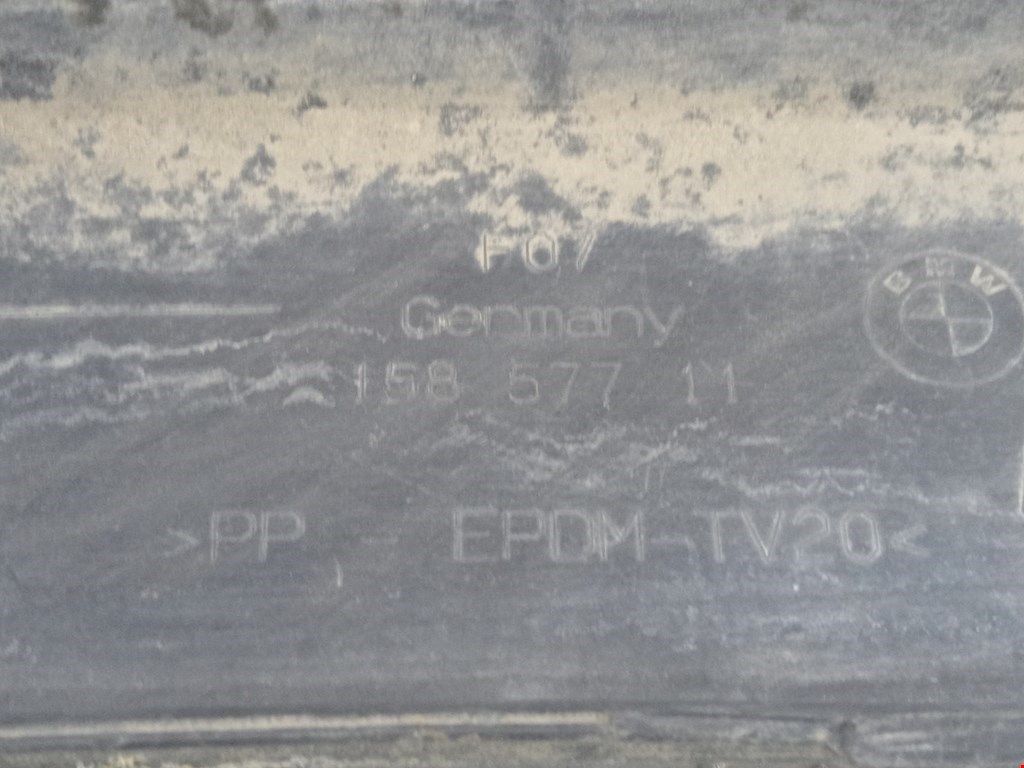 F07
Germany
158 577 11
BMW
>PP - EPDM-TV20<